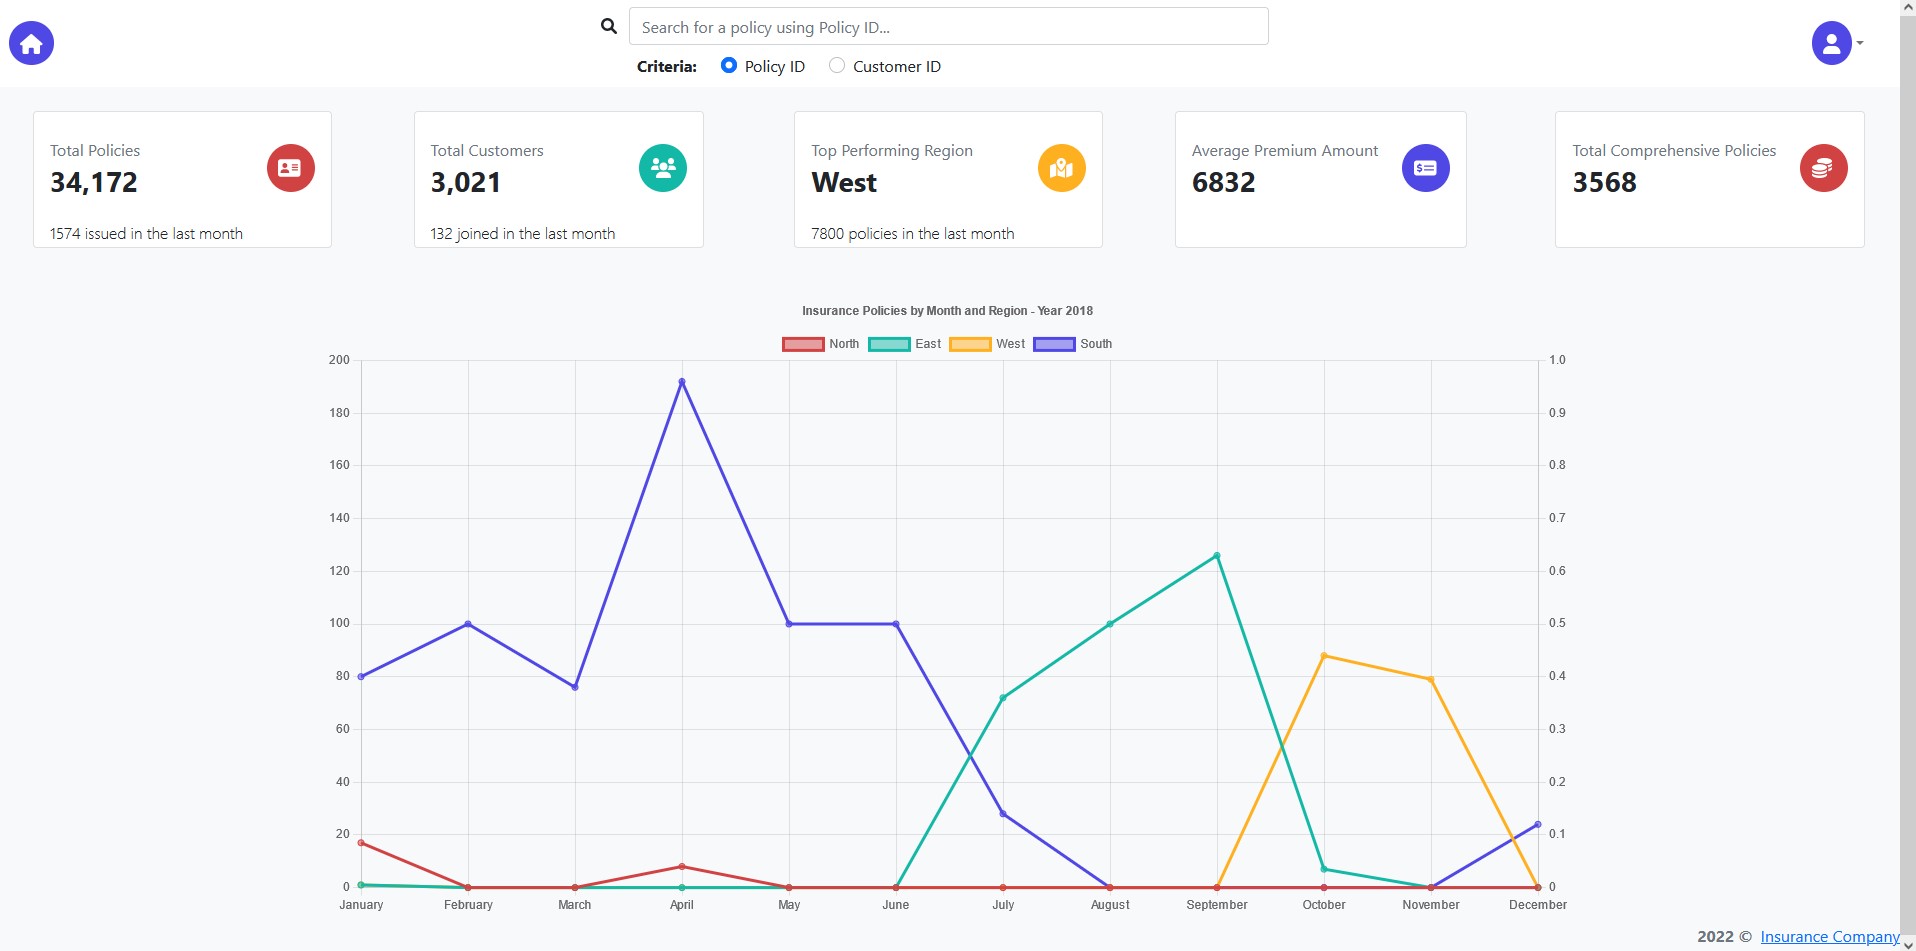 Search for a policy using Policy ID...
Criteria: Policy ID Customer ID
Total Policies
34,172
1574 issued in the last month
Total Customers
3,021
132 joined in the last month
Top Performing Region
West
7800 policies in the last month
Average Premium Amount
6832
Total Comprehensive Policies
3568
Insurance Policies by Month and Region - Year 2018
North East West South
200 1.0
180 0.9
160 0.8
140 0.7
120 0.6
100 0.5
80 0.4
60 0.3
40 0.2
20 0.1
0 0
January February March April May June July August September October November December
2022 © Insurance Company